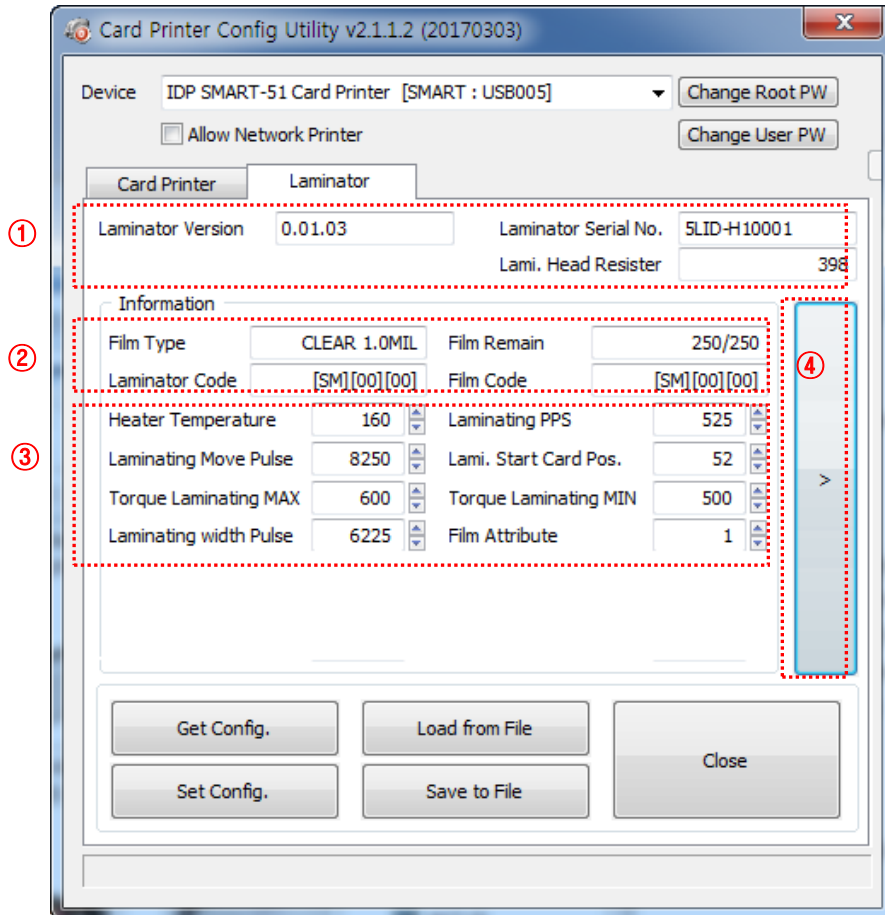 Card Printer Config Utility v2.1.1.2 (20170303)
Device IDP SMART-51 Card Printer [SMART : USB005] Change Root PW
Allow Network Printer Change User PW
Card Printer Laminator
① Laminator Version 0.01.03 Laminator Serial No. 5LID-H10001
Lami. Head Resister 398
Information
② Film Type CLEAR 1.0MIL Film Remain 250/250 ④
Laminator Code [SM][00][00] Film Code [SM][00][00]
③ Heater Temperature 160 Laminating PPS 525
Laminating Move Pulse 8250 Lami. Start Card Pos. 52
>
Torque Laminating MAX 600 Torque Laminating MIN 500
Laminating width Pulse 6225 Film Attribute 1
Get Config. Load from File
Close
Set Config. Save to File